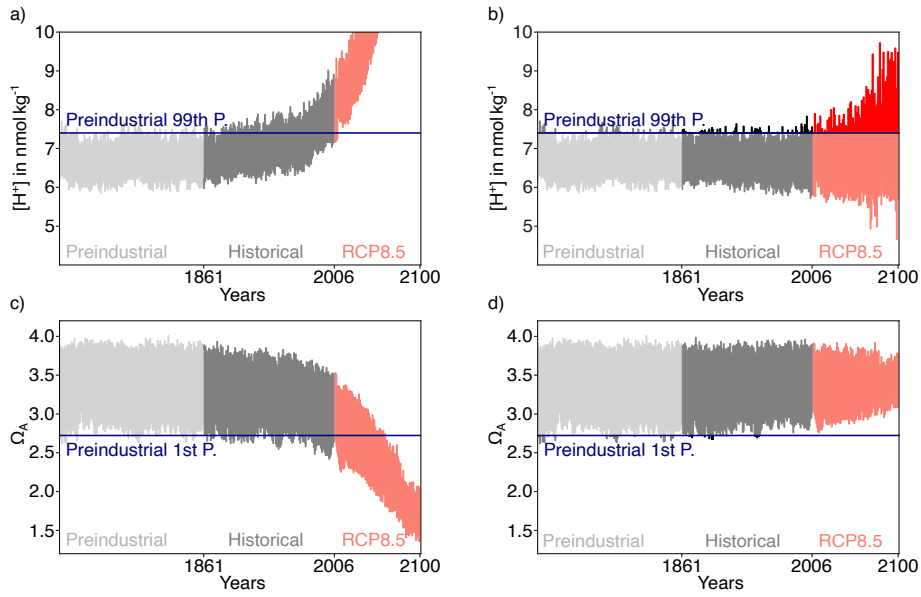 a)
[H⁺] in nmol kg⁻¹
10
9
8
7
6
5
Preindustrial 99th P.
Preindustrial
Historical
RCP8.5
1861
2006
2100
Years
b)
[H⁺] in nmol kg⁻¹
10
9
8
7
6
5
Preindustrial 99th P.
Preindustrial
Historical
RCP8.5
1861
2006
2100
Years
c)
Ω_A
4.0
3.5
3.0
2.5
2.0
1.5
Preindustrial 1st P.
Preindustrial
Historical
RCP8.5
1861
2006
2100
Years
d)
Ω_A
4.0
3.5
3.0
2.5
2.0
1.5
Preindustrial 1st P.
Preindustrial
Historical
RCP8.5
1861
2006
2100
Years